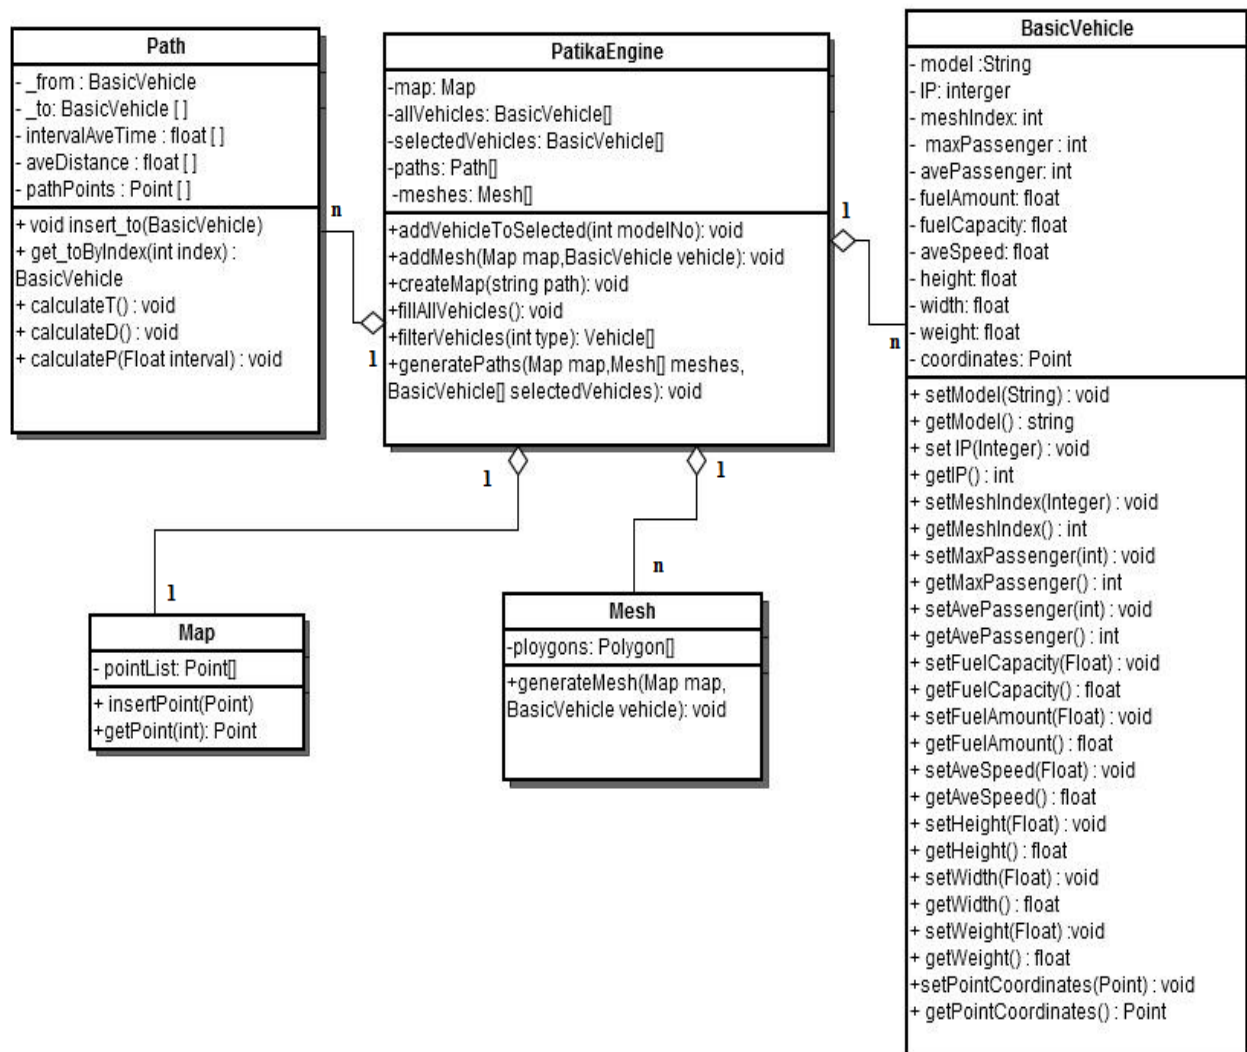 Path
- _from : BasicVehicle
- _to: BasicVehicle [ ]
- intervalAveTime : float [ ]
- aveDistance : float [ ]
- pathPoints : Point [ ]
+ void insert_to(BasicVehicle)
+ get_toByIndex(int index) :
BasicVehicle
+ calculateT() : void
+ calculateD() : void
+ calculateP(Float interval) : void
n
1
PatikaEngine
-map: Map
-allVehicles: BasicVehicle[]
-selectedVehicles: BasicVehicle[]
-paths: Path[]
-meshes: Mesh[]
+addVehicleToSelected(int modelNo): void
+addMesh(Map map,BasicVehicle vehicle): void
+createMap(string path): void
+fillAllVehicles(): void
+filterVehicles(int type): Vehicle[]
+generatePaths(Map map,Mesh[] meshes,
BasicVehicle[] selectedVehicles): void
1
n
BasicVehicle
- model :String
- IP: interger
- meshIndex: int
- maxPassenger : int
- avePassenger: int
- fuelAmount: float
- fuelCapacity: float
- aveSpeed: float
- height: float
- width: float
- weight: float
- coordinates: Point
+ setModel(String) : void
+ getModel() : string
+ set IP(Integer) : void
+ getIP() : int
+ setMeshIndex(Integer) : void
+ getMeshIndex() : int
+ setMaxPassenger(int) : void
+ getMaxPassenger() : int
+ setAvePassenger(int) : void
+ getAvePassenger() : int
+ setFuelCapacity(Float) : void
+ getFuelCapacity() : float
+ setFuelAmount(Float) : void
+ getFuelAmount() : float
+ setAveSpeed(Float) : void
+ getAveSpeed() : float
+ setHeight(Float) : void
+ getHeight() : float
+ setWidth(Float) : void
+ getWidth() : float
+ setWeight(Float) :void
+ getWeight() : float
+setPointCoordinates(Point) : void
+ getPointCoordinates() : Point
1
1
1
n
Map
- pointList: Point[]
+ insertPoint(Point)
+getPoint(int): Point
Mesh
-ploygons: Polygon[]
+generateMesh(Map map,
BasicVehicle vehicle): void